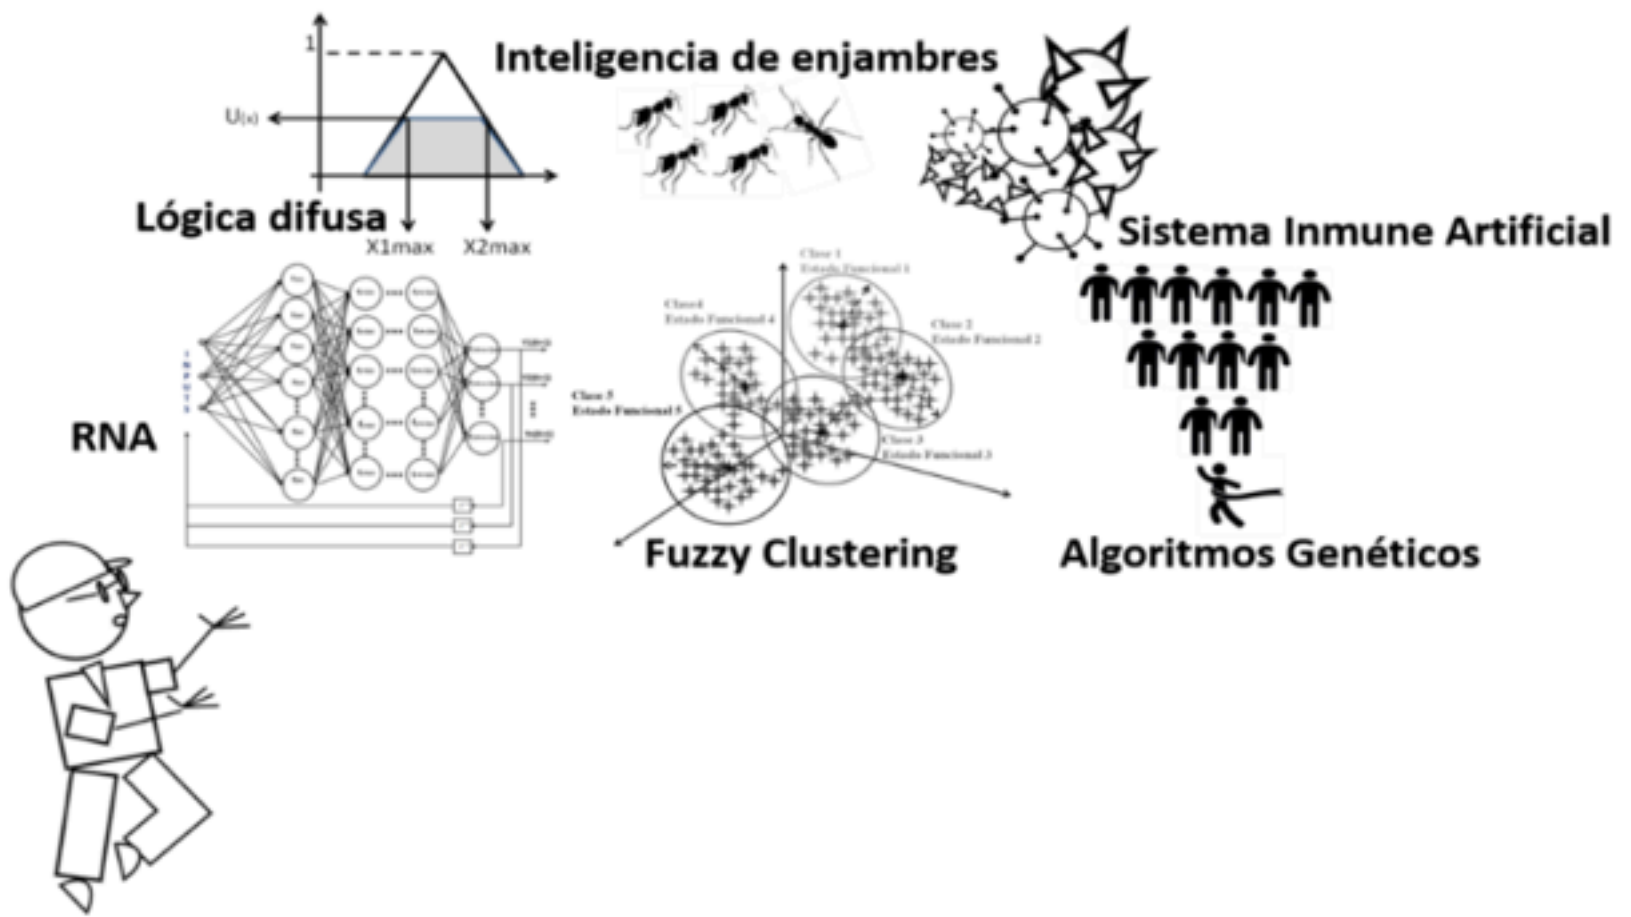 1
Inteligencia de enjambres
U(x)
Lógica difusa
X1max X2max
Sistema Inmune Artificial
Clase 1
Estado Funcional 1
Clase4
Estado Funcional 4
Clase 2
Estado Funcional 2
INPUTS
Clase 5
Estado Funcional 5
RNA
Clase 3
Estado Funcional 3
Fuzzy Clustering
Algoritmos Genéticos